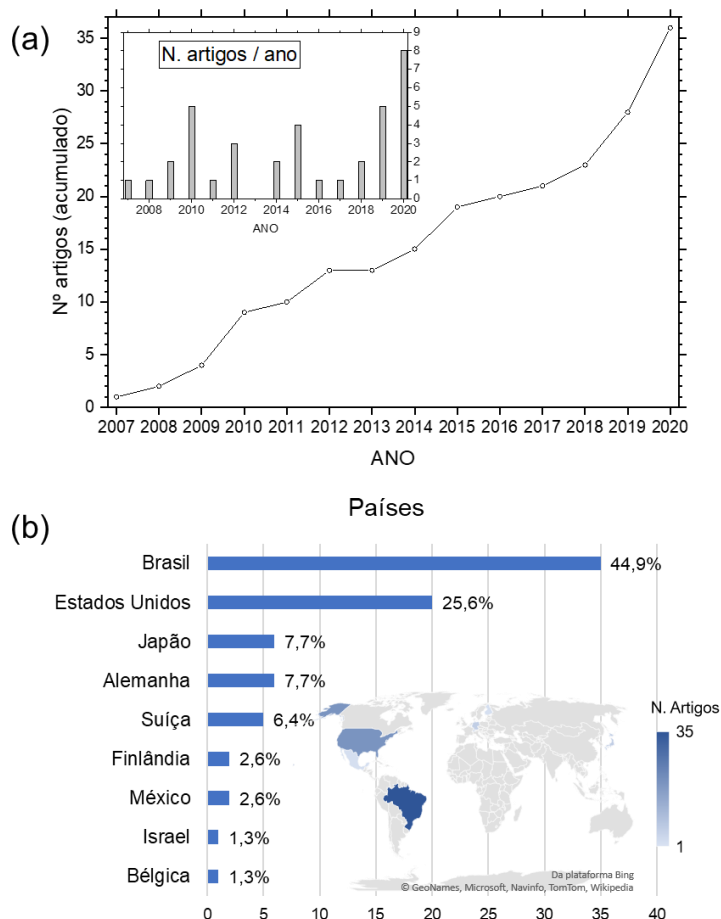 (a)
N. artigos / ano
9
8
7
6
5
4
3
2
1
0
2008 2010 2012 2014 2016 2018 2020
ANO
Nº artigos (acumulado)
35
30
25
20
15
10
5
0
2007 2008 2009 2010 2011 2012 2013 2014 2015 2016 2017 2018 2019 2020
ANO
(b)
Países
Brasil 44,9%
Estados Unidos 25,6%
Japão 7,7%
Alemanha 7,7%
Suíça 6,4%
Finlândia 2,6%
México 2,6%
Israel 1,3%
Bélgica 1,3%
N. Artigos
35
1
Da plataforma Bing
© GeoNames, Microsoft, Navinfo, TomTom, Wikipedia
0 5 10 15 20 25 30 35 40